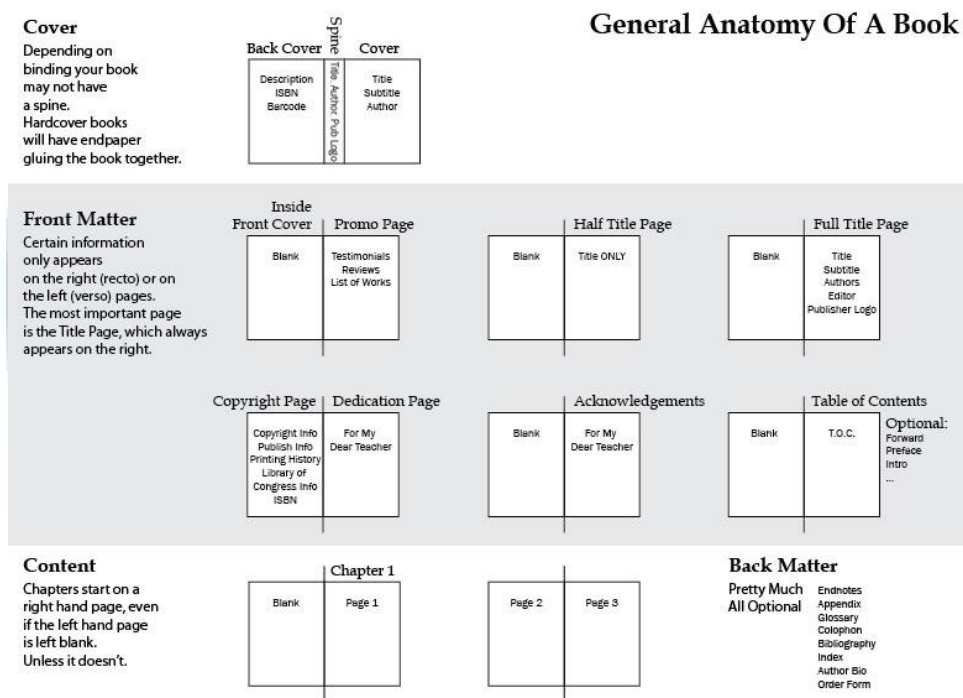 General Anatomy Of A Book
Cover
Depending on
binding your book
may not have
a spine.
Hardcover books
will have endpaper
gluing the book together.
Back Cover
Spine
Cover
Description
ISBN
Barcode
Title. Author. Pub Logo
Title
Subtitle
Author
Front Matter
Certain information
only appears
on the right (recto) or on
the left (verso) pages.
The most important page
is the Title Page, which always
appears on the right.
Inside
Front Cover
Promo Page
Blank
Testimonials
Reviews
List of Works
Half Title Page
Blank
Title ONLY
Full Title Page
Blank
Title
Subtitle
Authors
Editor
Publisher Logo
Copyright Page
Dedication Page
Copyright Info
Publish Info
Printing History
Library of
Congress Info
ISBN
For My
Dear Teacher
Acknowledgements
Blank
For My
Dear Teacher
Table of Contents
Blank
T.O.C.
Optional:
Forward
Preface
Intro
...
Content
Chapters start on a
right hand page, even
if the left hand page
is left blank.
Unless it doesn't.
Chapter 1
Blank
Page 1
Page 2
Page 3
Back Matter
Pretty Much
All Optional
Endnotes
Appendix
Glossary
Colophon
Bibliography
Index
Author Bio
Order Form